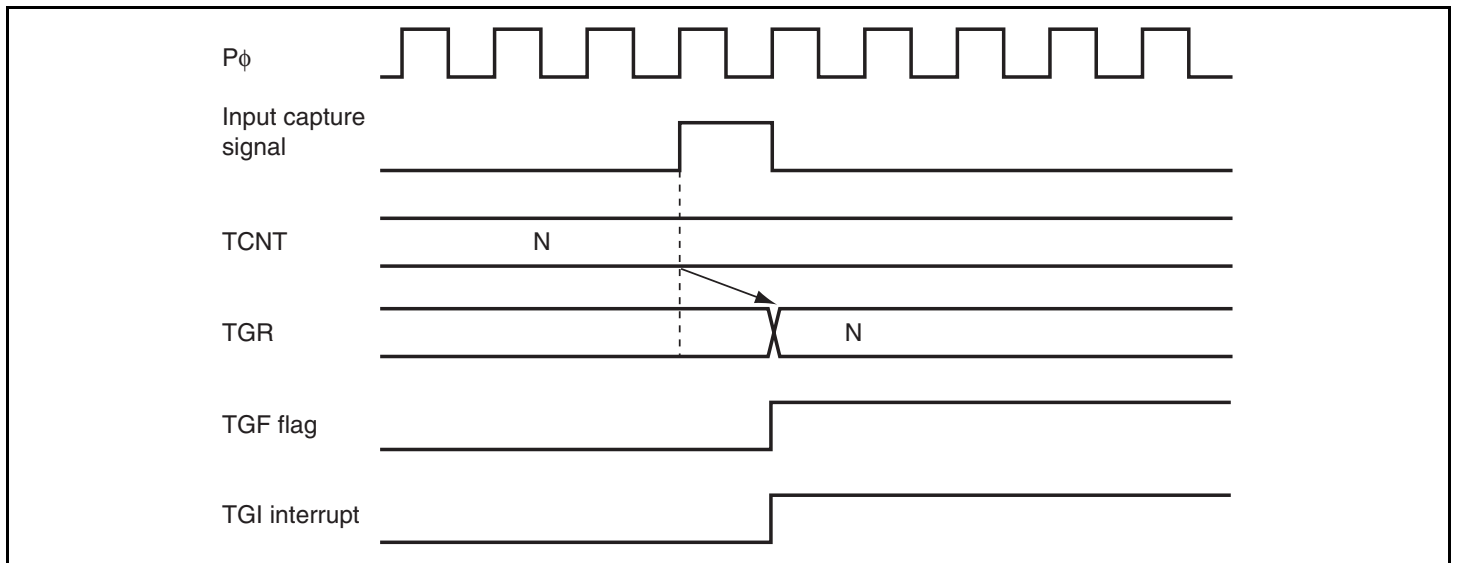 Pϕ
Input capture
signal
TCNT
N
TGR
N
TGF flag
TGI interrupt